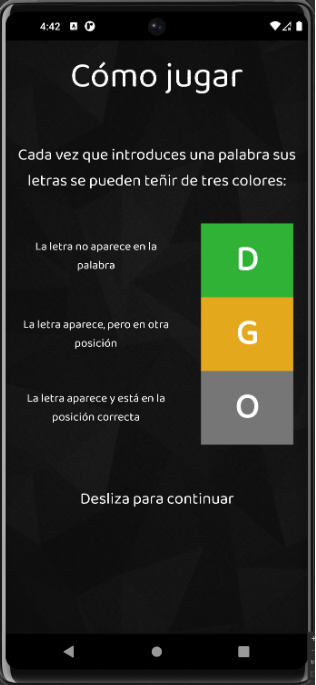 4:42
Cómo jugar
Cada vez que introduces una palabra sus
letras se pueden teñir de tres colores:
La letra no aparece en la
palabra
D
La letra aparece, pero en otra
posición
G
La letra aparece y está en la
posición correcta
O
Desliza para continuar